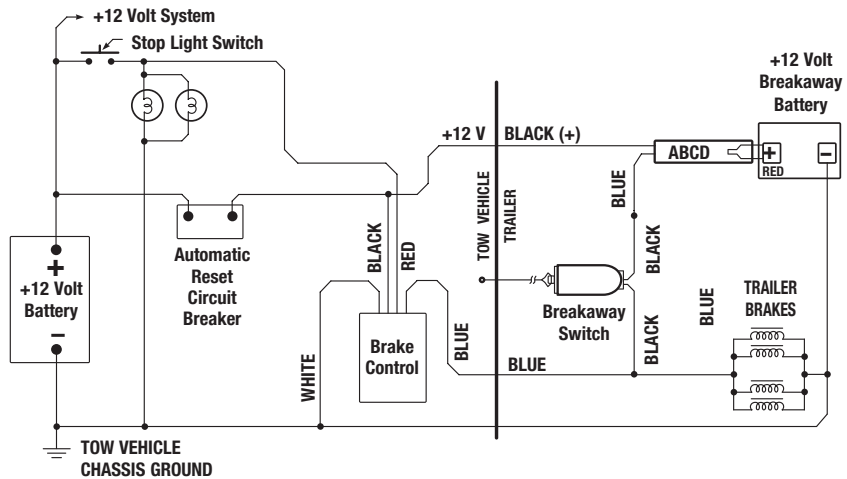 +12 Volt System
Stop Light Switch
+12 Volt
Breakaway
Battery
+12 V
BLACK (+)
ABCD
+
−
RED
BLUE
TOW VEHICLE
TRAILER
BLACK
BLACK
RED
Automatic
Reset
Circuit
Breaker
+
+12 Volt
Battery
−
Breakaway
Switch
BLUE
TRAILER
BRAKES
Brake
Control
BLUE
WHITE
BLUE
BLACK
TOW VEHICLE
CHASSIS GROUND